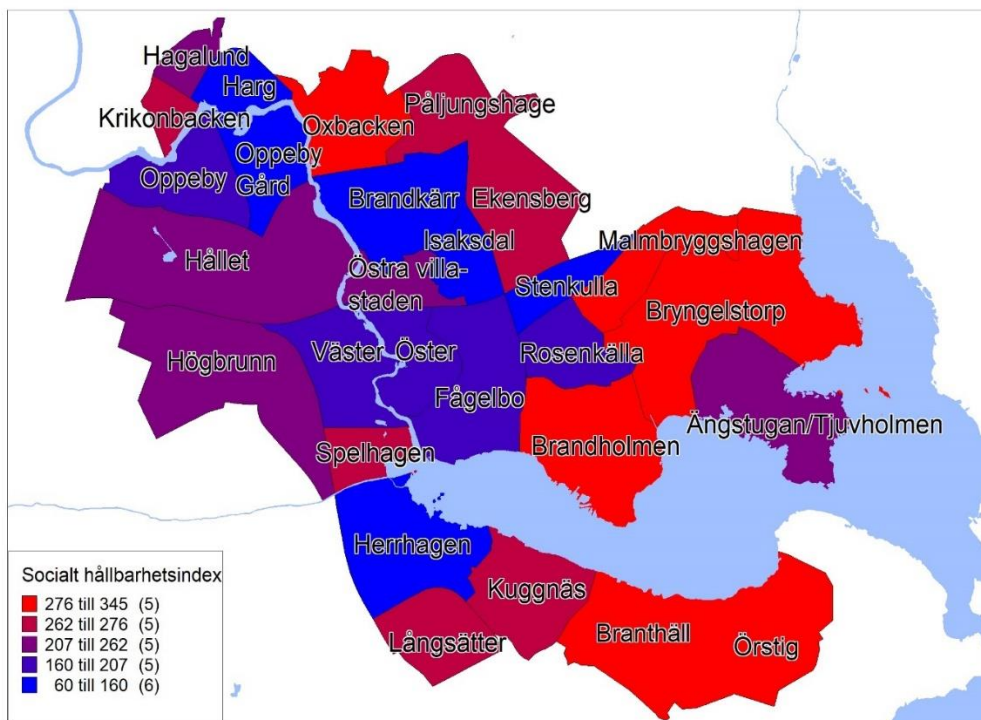 Hagalund
Harg
Krikonbacken
Oxbacken
Påljungshage
Oppeby
Gård
Oppeby
Brandkärr
Ekensberg
Isaksdal
Malmbryggshagen
Hållet
Östra villa-
staden
Stenkulla
Bryngelstorp
Högbrunn
Väster
Öster
Rosenkälla
Fågelbo
Ängstugan/Tjuvholmen
Spelhagen
Brandholmen
Herrhagen
Kuggnäs
Långsätter
Branthäll
Örstig
Socialt hållbarhetsindex
276 till 345 (5)
262 till 276 (5)
207 till 262 (5)
160 till 207 (5)
60 till 160 (6)